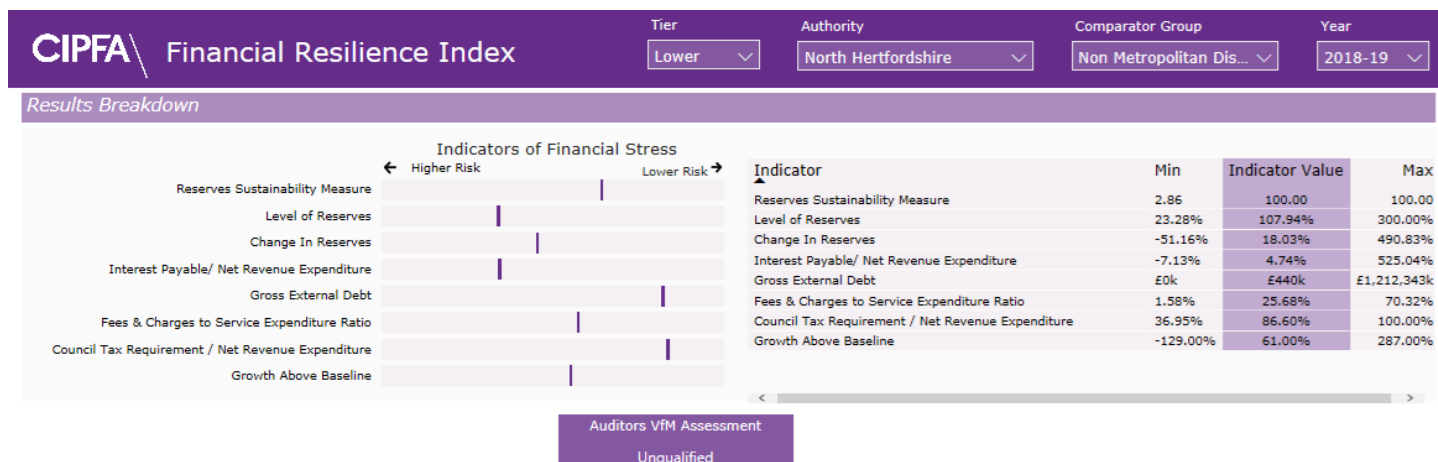 CIPFA\ Financial Resilience Index
Tier
Lower
Authority
North Hertfordshire
Comparator Group
Non Metropolitan Dis...
Year
2018-19
Results Breakdown
Indicators of Financial Stress
← Higher Risk Lower Risk →
Reserves Sustainability Measure
Level of Reserves
Change In Reserves
Interest Payable/ Net Revenue Expenditure
Gross External Debt
Fees & Charges to Service Expenditure Ratio
Council Tax Requirement / Net Revenue Expenditure
Growth Above Baseline
Indicator Min Indicator Value Max
Reserves Sustainability Measure 2.86 100.00 100.00
Level of Reserves 23.28% 107.94% 300.00%
Change In Reserves -51.16% 18.03% 490.83%
Interest Payable/ Net Revenue Expenditure -7.13% 4.74% 525.04%
Gross External Debt £0k £440k £1,212,343k
Fees & Charges to Service Expenditure Ratio 1.58% 25.68% 70.32%
Council Tax Requirement / Net Revenue Expenditure 36.95% 86.60% 100.00%
Growth Above Baseline -129.00% 61.00% 287.00%
Auditors VfM Assessment
Unqualified